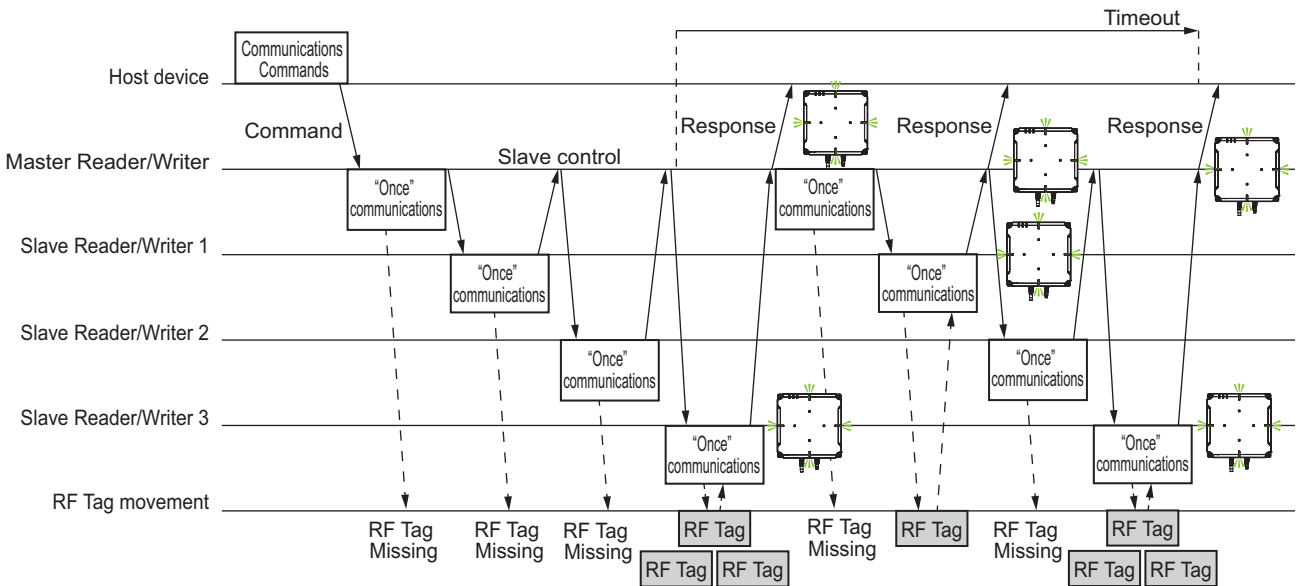 Timeout
Communications
Commands
Host device
Command
Response
Response
Response
Master Reader/Writer
Slave control
"Once"
communications
"Once"
communications
Slave Reader/Writer 1
"Once"
communications
"Once"
communications
Slave Reader/Writer 2
"Once"
communications
"Once"
communications
Slave Reader/Writer 3
"Once"
communications
"Once"
communications
RF Tag movement
RF Tag
Missing
RF Tag
Missing
RF Tag
Missing
RF Tag
RF Tag
RF Tag
RF Tag
Missing
RF Tag
RF Tag
Missing
RF Tag
RF Tag
RF Tag